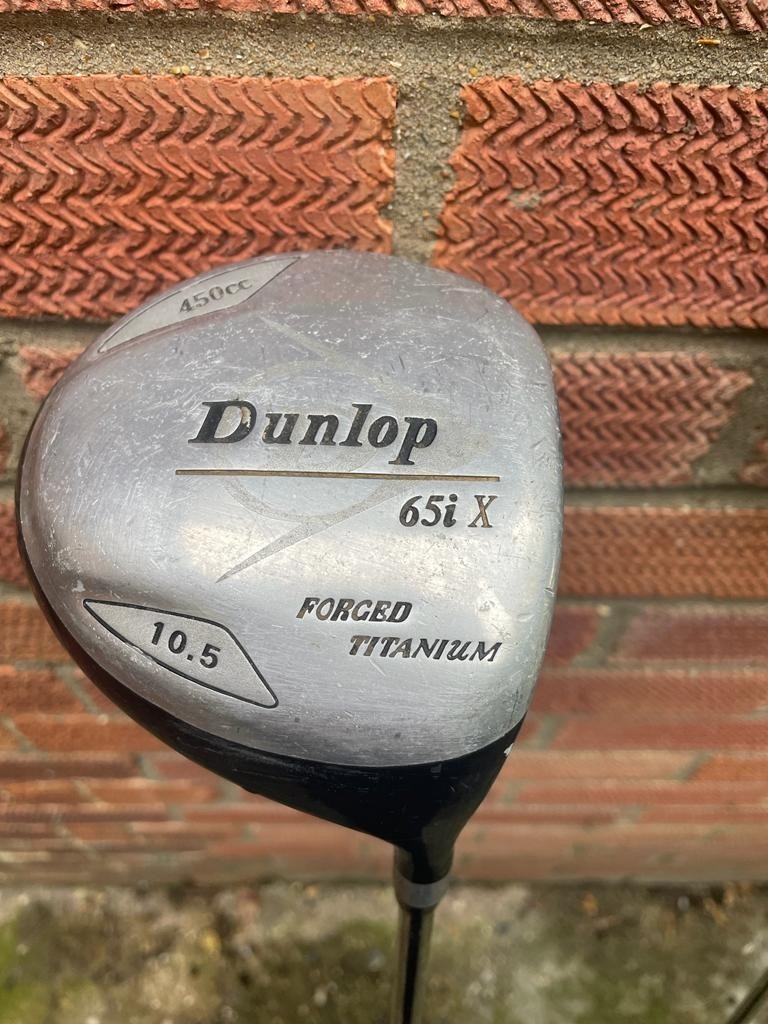 450cc
Dunlop
65i X
FORGED
TITANIUM
10.5